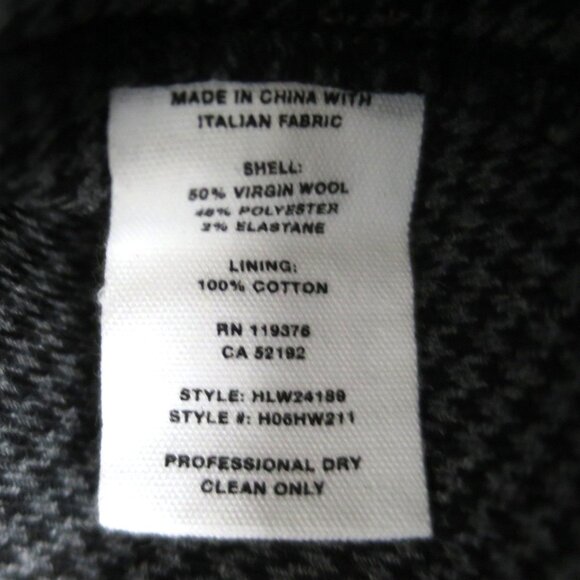 MADE IN CHINA WITH
ITALIAN FABRIC
SHELL:
50% VIRGIN WOOL
48% POLYESTER
2% ELASTANE
LINING:
100% COTTON
RN 119376
CA 52192
STYLE: HLW24189
STYLE #: H06HW211
PROFESSIONAL DRY
CLEAN ONLY